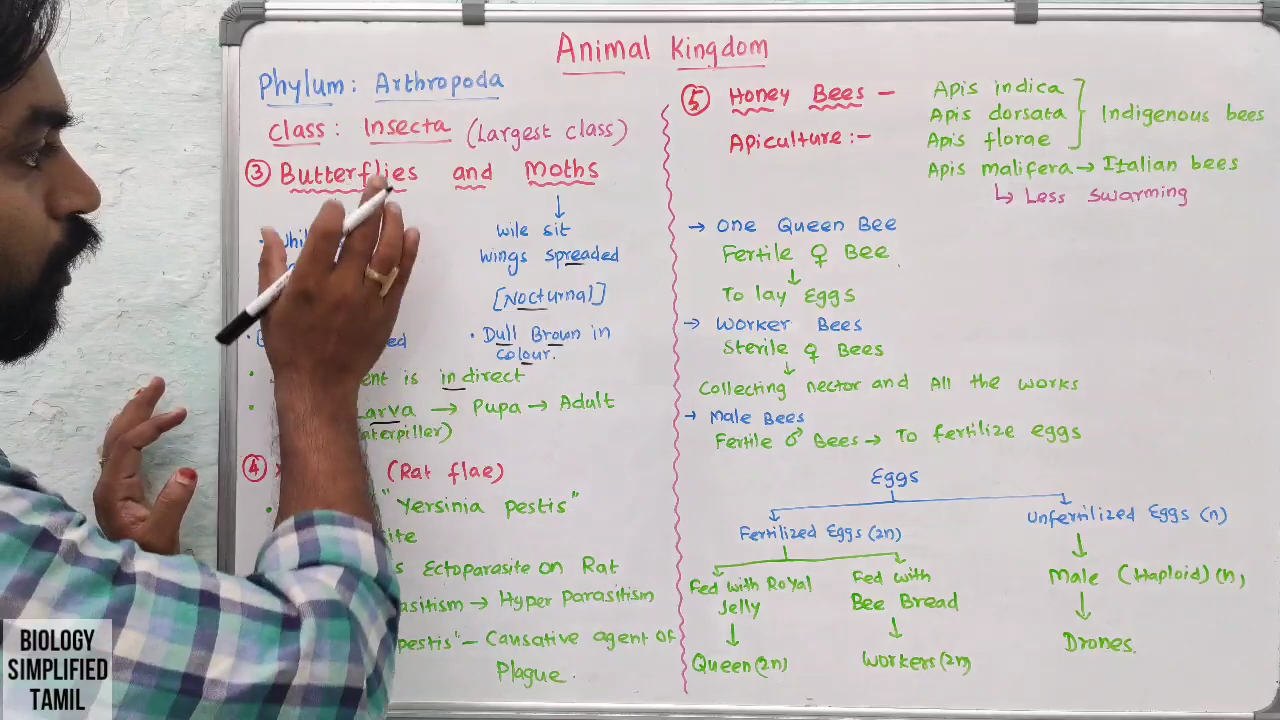 Animal Kingdom
Phylum: Arthropoda
Class: Insecta (Largest class)
③ Butterflies and Moths
wile sit
wings spreaded
[Nocturnal]
• Dull Brown in
colour.
is indirect
Larva → Pupa → Adult
④ (Rat flae)
"Yersinia pestis"
Ectoparasite on Rat
→ Hyper Parasitism
pestis" – Causative agent of
Plague.
⑤ Honey Bees –
Apiculture :-
Apis indica
Apis dorsata
Apis florae
Indigenous bees
Apis malifera → Italian bees
↳ Less swarming
→ One Queen Bee
Fertile ♀ Bee
↓
To lay Eggs
→ Worker Bees
Sterile ♀ Bees
↓
Collecting nector and All the works
→ Male Bees
Fertile ♂ Bees → To fertilize eggs
Eggs
Fertilized Eggs (2n)
Unfertilized Eggs (n)
Fed with Royal
Jelly
Fed with
Bee Bread
Male (Haploid) (n)
Queen (2n)
Workers (2n)
Drones.
BIOLOGY
SIMPLIFIED
TAMIL